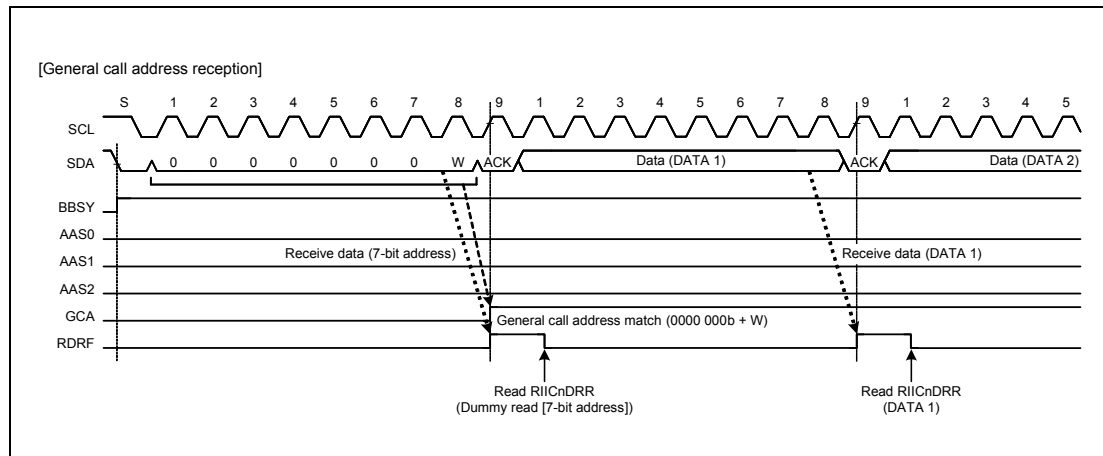 [General call address reception]
S 1 2 3 4 5 6 7 8 9 1 2 3 4 5 6 7 8 9 1 2 3 4 5
SCL
SDA 0 0 0 0 0 0 0 W ACK Data (DATA 1) ACK Data (DATA 2)
BBSY
AAS0
Receive data (7-bit address) Receive data (DATA 1)
AAS1
AAS2
GCA
General call address match (0000 000b + W)
RDRF
Read RIICnDRR Read RIICnDRR
(Dummy read [7-bit address]) (DATA 1)